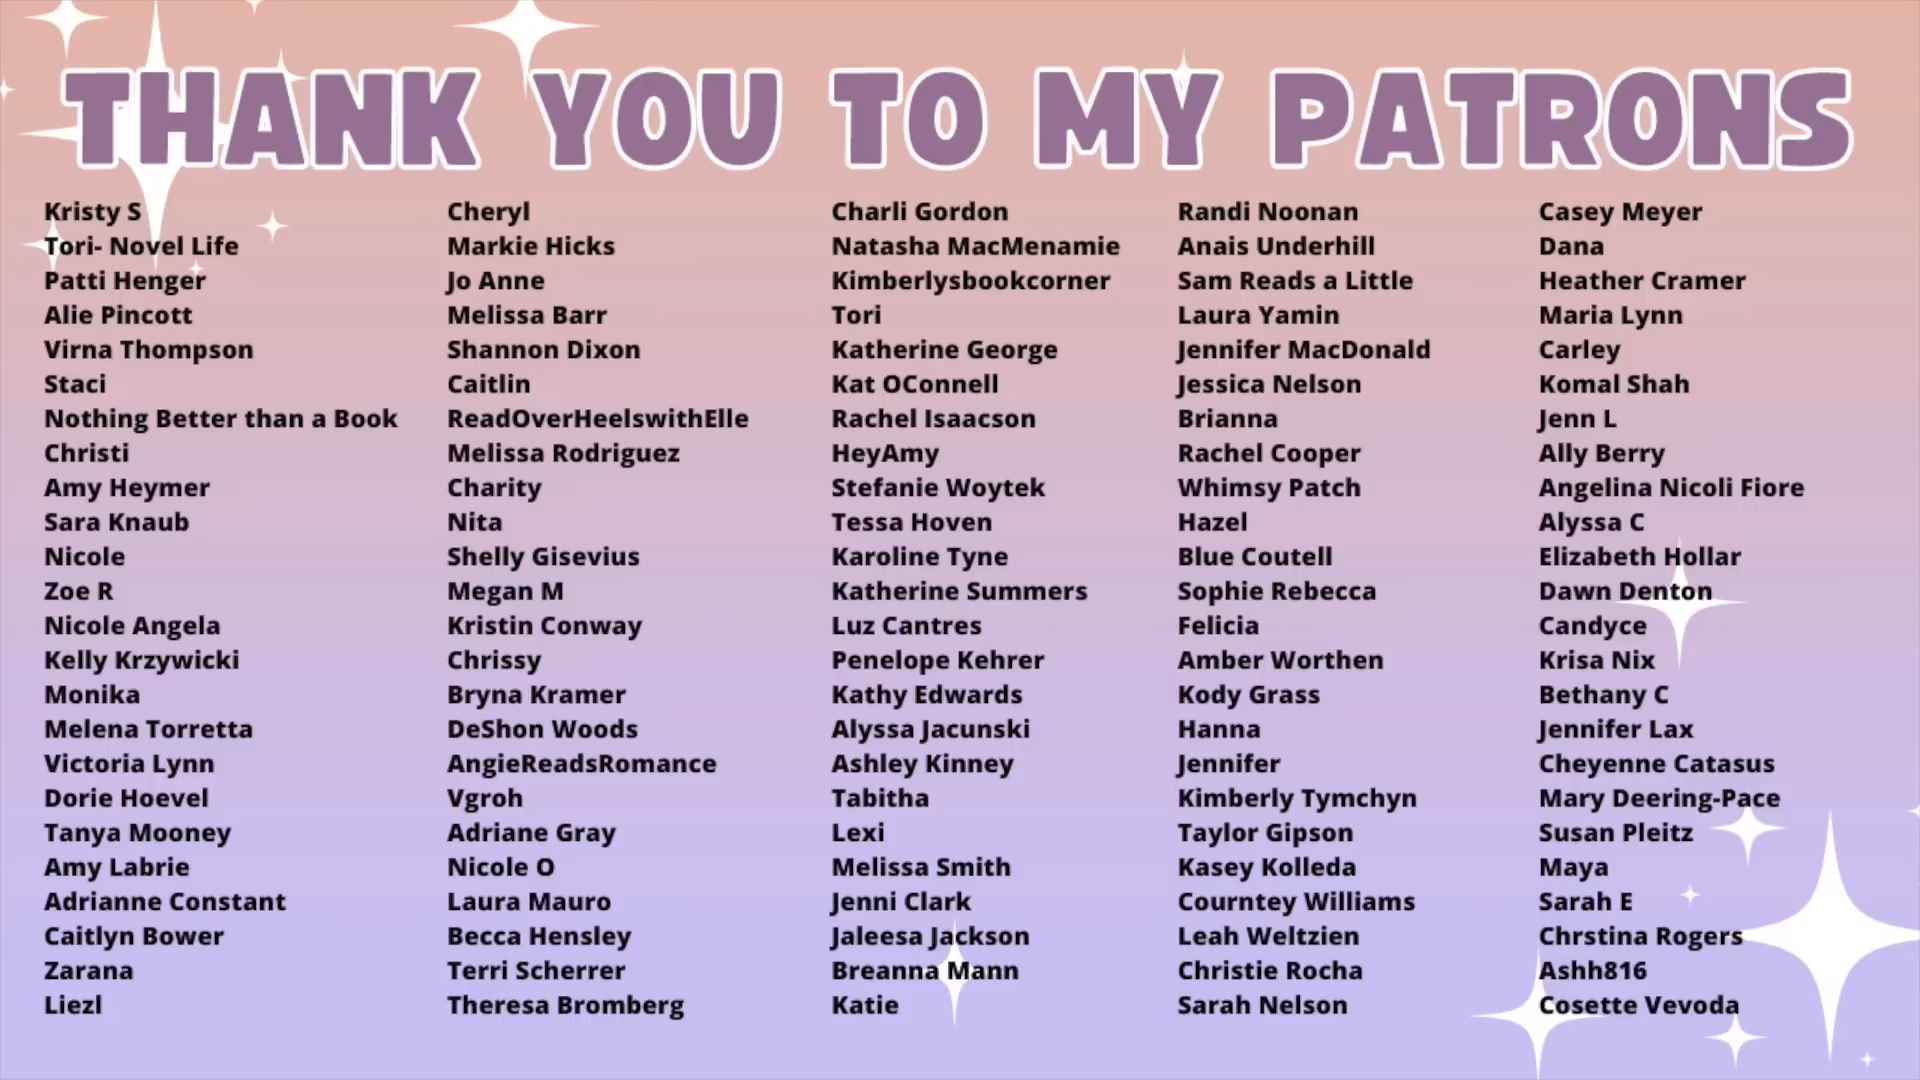 THANK YOU TO MY PATRONS
Kristy S
Tori- Novel Life
Patti Henger
Alie Pincott
Virna Thompson
Staci
Nothing Better than a Book
Christi
Amy Heymer
Sara Knaub
Nicole
Zoe R
Nicole Angela
Kelly Krzywicki
Monika
Melena Torretta
Victoria Lynn
Dorie Hoevel
Tanya Mooney
Amy Labrie
Adrianne Constant
Caitlyn Bower
Zarana
Liezl
Cheryl
Markie Hicks
Jo Anne
Melissa Barr
Shannon Dixon
Caitlin
ReadOverHeelswithElle
Melissa Rodriguez
Charity
Nita
Shelly Gisevius
Megan M
Kristin Conway
Chrissy
Bryna Kramer
DeShon Woods
AngieReadsRomance
Vgroh
Adriane Gray
Nicole O
Laura Mauro
Becca Hensley
Terri Scherrer
Theresa Bromberg
Charli Gordon
Natasha MacMenamie
Kimberlysbookcorner
Tori
Katherine George
Kat OConnell
Rachel Isaacson
HeyAmy
Stefanie Woytek
Tessa Hoven
Karoline Tyne
Katherine Summers
Luz Cantres
Penelope Kehrer
Kathy Edwards
Alyssa Jacunski
Ashley Kinney
Tabitha
Lexi
Melissa Smith
Jenni Clark
Jaleesa Jackson
Breanna Mann
Katie
Randi Noonan
Anais Underhill
Sam Reads a Little
Laura Yamin
Jennifer MacDonald
Jessica Nelson
Brianna
Rachel Cooper
Whimsy Patch
Hazel
Blue Coutell
Sophie Rebecca
Felicia
Amber Worthen
Kody Grass
Hanna
Jennifer
Kimberly Tymchyn
Taylor Gipson
Kasey Kolleda
Courntey Williams
Leah Weltzien
Christie Rocha
Sarah Nelson
Casey Meyer
Dana
Heather Cramer
Maria Lynn
Carley
Komal Shah
Jenn L
Ally Berry
Angelina Nicoli Fiore
Alyssa C
Elizabeth Hollar
Dawn Denton
Candyce
Krisa Nix
Bethany C
Jennifer Lax
Cheyenne Catasus
Mary Deering-Pace
Susan Pleitz
Maya
Sarah E
Chrstina Rogers
Ashh816
Cosette Vevoda